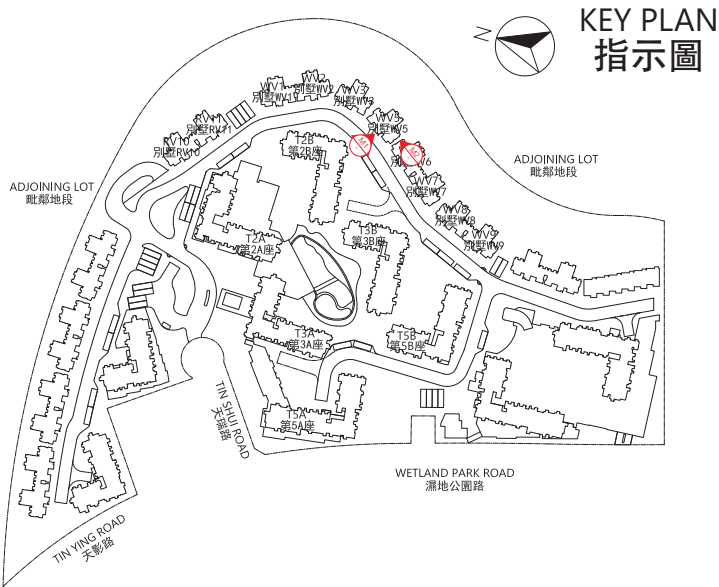 KEY PLAN
指示圖
N
WV1
別墅WV1
WV2
別墅WV2
WV3
別墅WV3
WV5
別墅WV5
RV11
別墅RV11
RV10
別墅RV10
M1
M2
WV7
別墅WV7
WV8
別墅WV8
WV9
別墅WV9
T2B
第2B座
T2A
第2A座
T3B
第3B座
T3A
第3A座
T5B
第5B座
T5A
第5A座
ADJOINING LOT
毗鄰地段
ADJOINING LOT
毗鄰地段
TIN SHUI ROAD
天瑞路
WETLAND PARK ROAD
濕地公園路
TIN YING ROAD
天影路